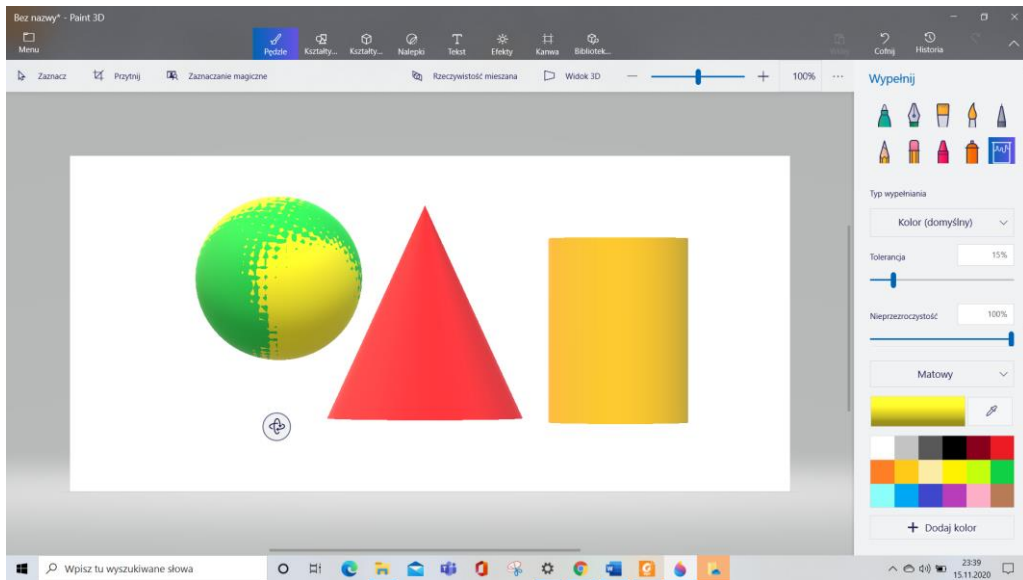 Bez nazwy* - Paint 3D
Menu
Pędzle Kształty... Kształty... Nalepki Tekst Efekty Kanwa Bibliotek...
Cofnij Historia
Zaznacz Przytnij Zaznaczanie magiczne Rzeczywistość mieszana Widok 3D 100%
Wypełnij
Typ wypełniania
Kolor (domyślny)
Tolerancja 15%
Nieprzezroczystość 100%
Matowy
Dodaj kolor
Wpisz tu wyszukiwane słowa
23:39
15.11.2020